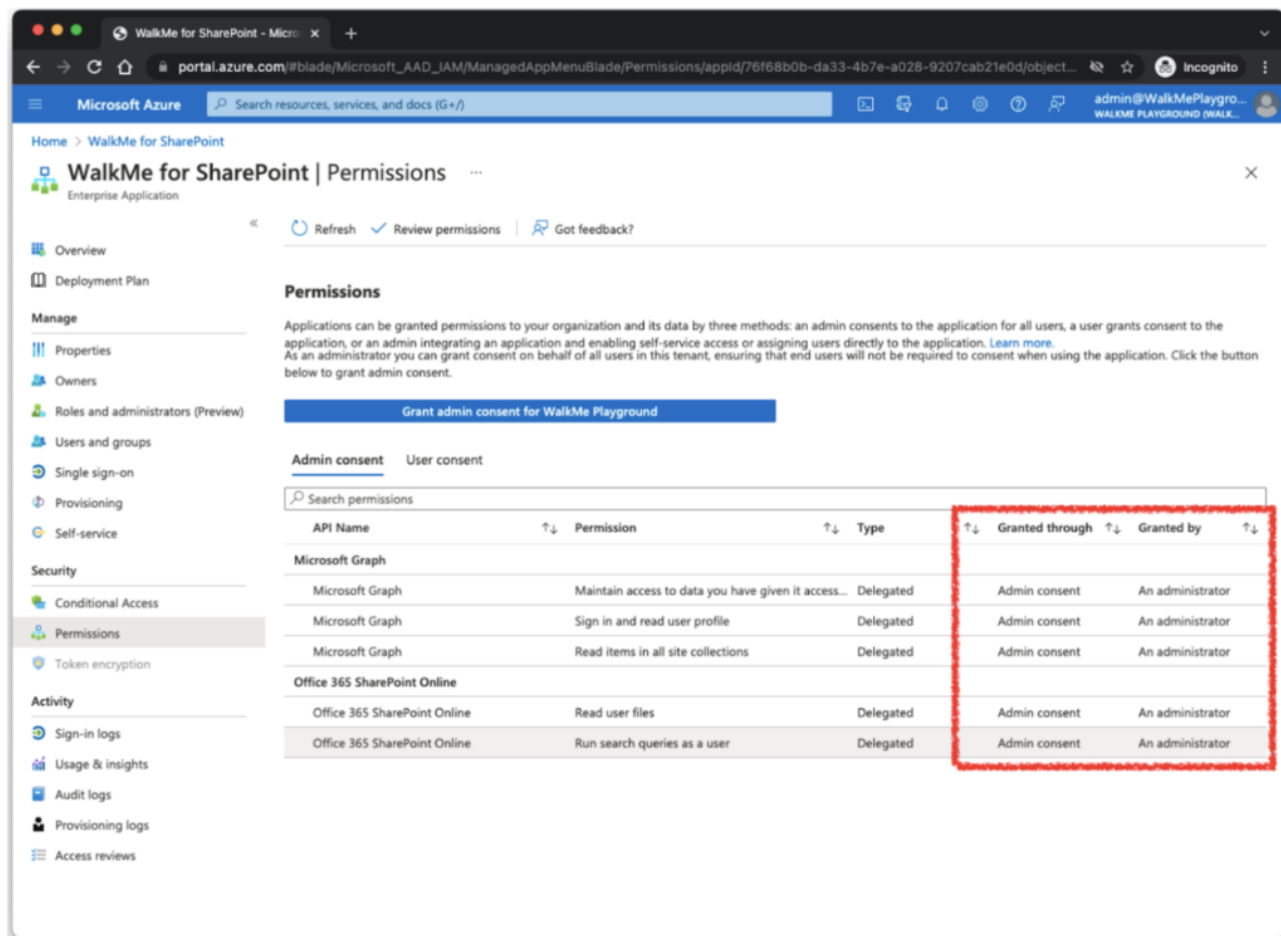 WalkMe for SharePoint - Micro
portal.azure.com/#blade/Microsoft_AAD_IAM/ManagedAppMenuBlade/Permissions/appId/76f68b0b-da33-4b7e-a028-9207cab21e0d/object...
Incognito
Microsoft Azure
Search resources, services, and docs (G+/)
admin@WalkMePlaygro...
WALKME PLAYGROUND (WALK...
Home > WalkMe for SharePoint
WalkMe for SharePoint | Permissions ...
Enterprise Application
«
Overview
Deployment Plan
Manage
Properties
Owners
Roles and administrators (Preview)
Users and groups
Single sign-on
Provisioning
Self-service
Security
Conditional Access
Permissions
Token encryption
Activity
Sign-in logs
Usage & insights
Audit logs
Provisioning logs
Access reviews
Refresh Review permissions Got feedback?
Permissions
Applications can be granted permissions to your organization and its data by three methods: an admin consents to the application for all users, a user grants consent to the
application, or an admin integrating an application and enabling self-service access or assigning users directly to the application. Learn more.
As an administrator you can grant consent on behalf of all users in this tenant, ensuring that end users will not be required to consent when using the application. Click the button
below to grant admin consent.
Grant admin consent for WalkMe Playground
Admin consent User consent
Search permissions
API Name Permission Type Granted through Granted by
Microsoft Graph
Microsoft Graph Maintain access to data you have given it access... Delegated Admin consent An administrator
Microsoft Graph Sign in and read user profile Delegated Admin consent An administrator
Microsoft Graph Read items in all site collections Delegated Admin consent An administrator
Office 365 SharePoint Online
Office 365 SharePoint Online Read user files Delegated Admin consent An administrator
Office 365 SharePoint Online Run search queries as a user Delegated Admin consent An administrator